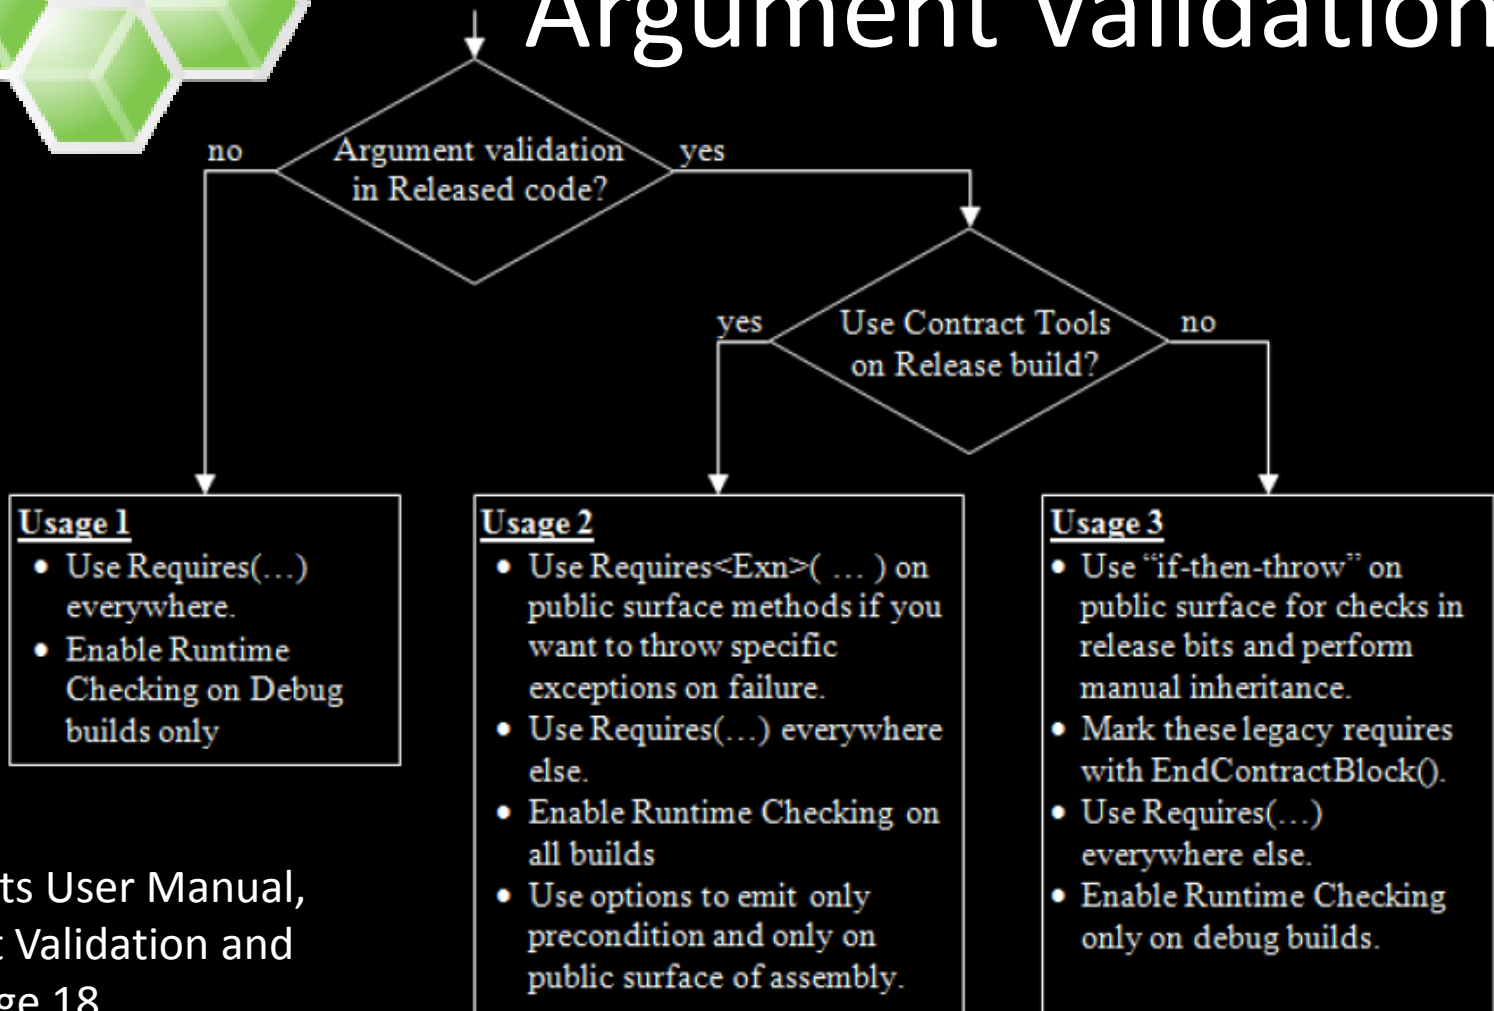 Argument Validation
no
Argument validation
in Released code?
yes
yes
Use Contract Tools
on Release build?
no
Usage 1
• Use Requires(…)
everywhere.
• Enable Runtime
Checking on Debug
builds only
Usage 2
• Use Requires<Exn>( … ) on
public surface methods if you
want to throw specific
exceptions on failure.
• Use Requires(…) everywhere
else.
• Enable Runtime Checking on
all builds
• Use options to emit only
precondition and only on
public surface of assembly.
Usage 3
• Use “if-then-throw” on
public surface for checks in
release bits and perform
manual inheritance.
• Mark these legacy requires
with EndContractBlock().
• Use Requires(…)
everywhere else.
• Enable Runtime Checking
only on debug builds.
ts User Manual,
t Validation and
ge 18